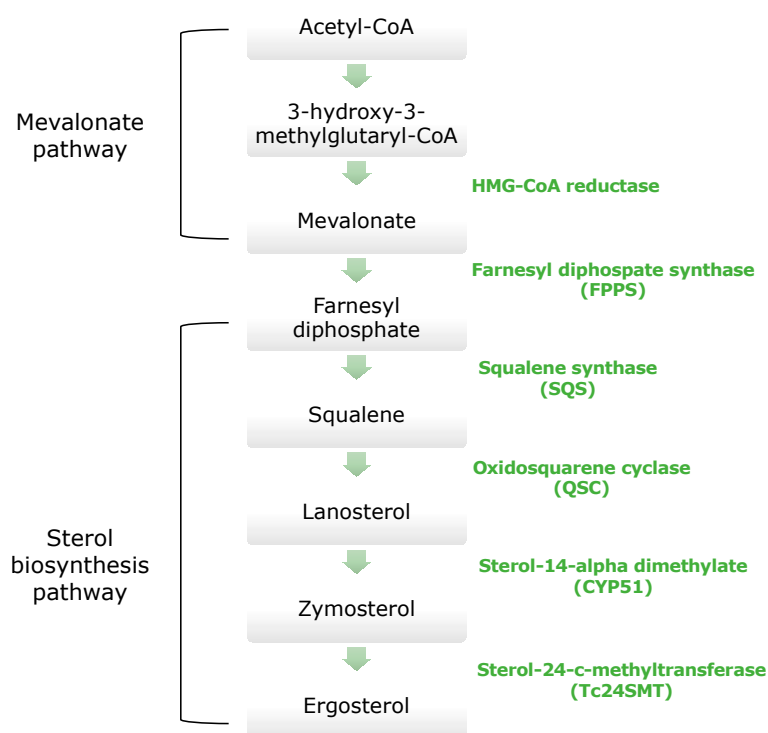 Acetyl-CoA
3-hydroxy-3-
methylglutaryl-CoA
Mevalonate
pathway
HMG-CoA reductase
Mevalonate
Farnesyl diphospate synthase
(FPPS)
Farnesyl
diphosphate
Squalene synthase
(SQS)
Squalene
Oxidosquarene cyclase
(QSC)
Lanosterol
Sterol
biosynthesis
pathway
Sterol-14-alpha dimethylate
(CYP51)
Zymosterol
Sterol-24-c-methyltransferase
(Tc24SMT)
Ergosterol